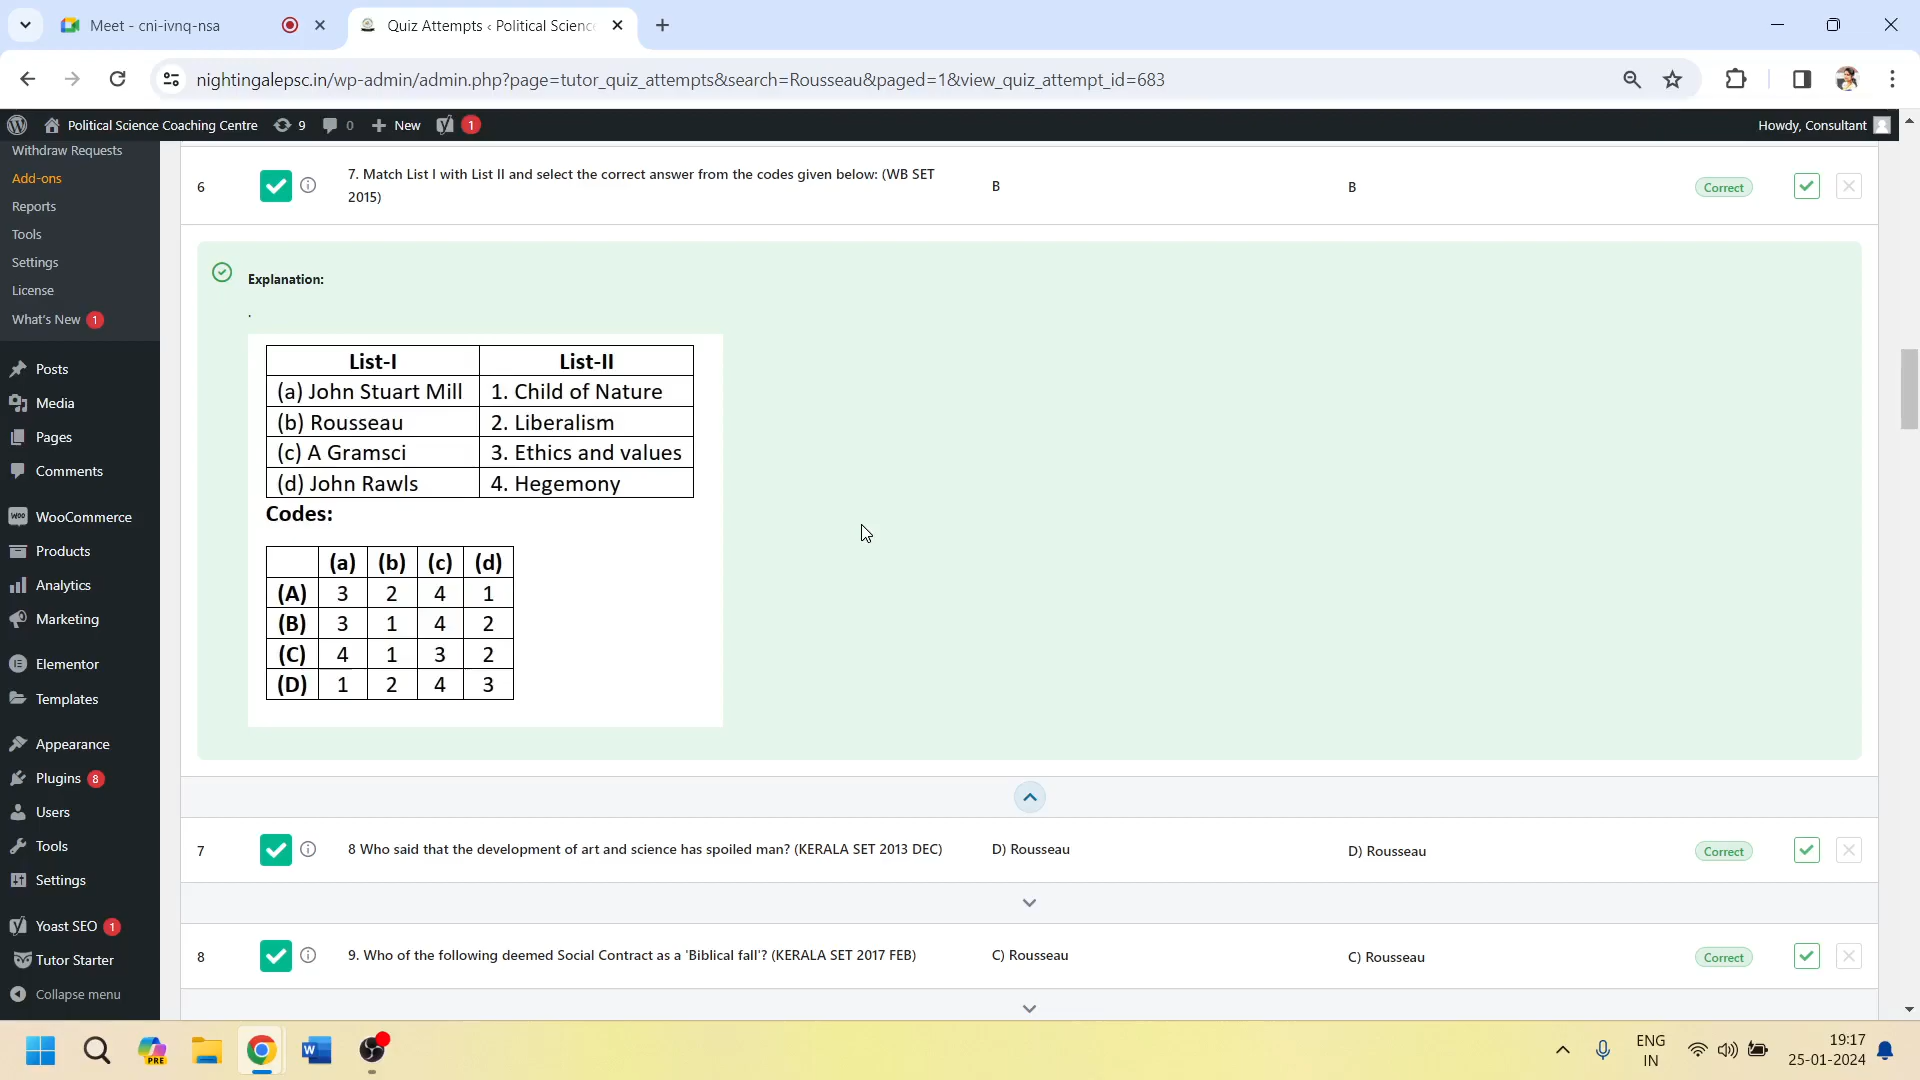 Meet - cni-ivnq-nsa
Quiz Attempts ‹ Political Science
nightingalepsc.in/wp-admin/admin.php?page=tutor_quiz_attempts&search=Rousseau&paged=1&view_quiz_attempt_id=683
Political Science Coaching Centre 9 0 New 1 Howdy, Consultant
Withdraw Requests
Add-ons
Reports
Tools
Settings
License
What's New 1
Posts
Media
Pages
Comments
WooCommerce
Products
Analytics
Marketing
Elementor
Templates
Appearance
Plugins 8
Users
Tools
Settings
Yoast SEO 1
Tutor Starter
Collapse menu
6 7. Match List I with List II and select the correct answer from the codes given below: (WB SET
2015) B B Correct
Explanation:
.
List-I List-II
(a) John Stuart Mill 1. Child of Nature
(b) Rousseau 2. Liberalism
(c) A Gramsci 3. Ethics and values
(d) John Rawls 4. Hegemony
Codes:
(a) (b) (c) (d)
(A) 3 2 4 1
(B) 3 1 4 2
(C) 4 1 3 2
(D) 1 2 4 3
7 8 Who said that the development of art and science has spoiled man? (KERALA SET 2013 DEC) D) Rousseau D) Rousseau Correct
8 9. Who of the following deemed Social Contract as a 'Biblical fall'? (KERALA SET 2017 FEB) C) Rousseau C) Rousseau Correct
PRE
ENG
IN
19:17
25-01-2024